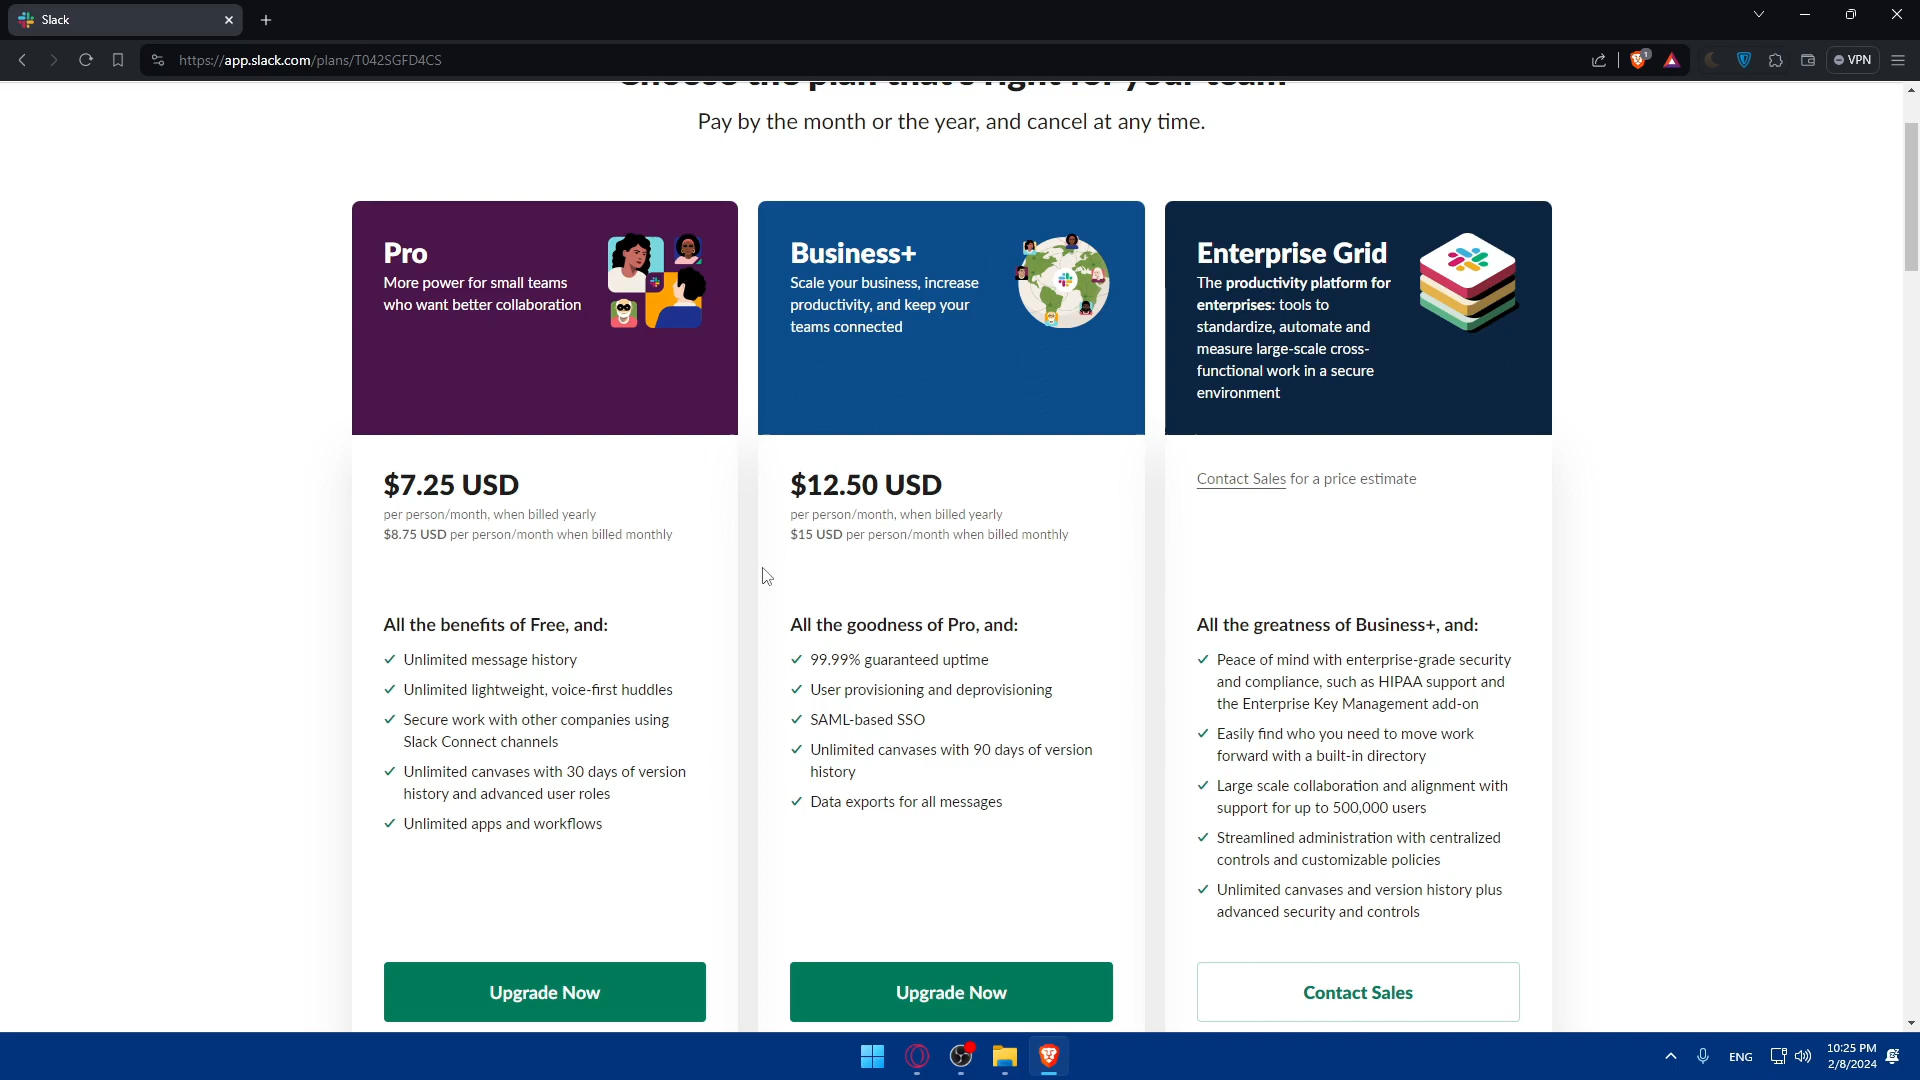 Slack
https://app.slack.com/plans/T042SGFD4CS
1
VPN
Choose the plan that's right for your team
Pay by the month or the year, and cancel at any time.
Pro
More power for small teams
who want better collaboration
$7.25 USD
per person/month, when billed yearly
$8.75 USD per person/month when billed monthly
All the benefits of Free, and:
Unlimited message history
Unlimited lightweight, voice-first huddles
Secure work with other companies using
Slack Connect channels
Unlimited canvases with 30 days of version
history and advanced user roles
Unlimited apps and workflows
Upgrade Now
Business+
Scale your business, increase
productivity, and keep your
teams connected
$12.50 USD
per person/month, when billed yearly
$15 USD per person/month when billed monthly
All the goodness of Pro, and:
99.99% guaranteed uptime
User provisioning and deprovisioning
SAML-based SSO
Unlimited canvases with 90 days of version
history
Data exports for all messages
Upgrade Now
Enterprise Grid
The productivity platform for
enterprises: tools to
standardize, automate and
measure large-scale cross-
functional work in a secure
environment
Contact Sales for a price estimate
All the greatness of Business+, and:
Peace of mind with enterprise-grade security
and compliance, such as HIPAA support and
the Enterprise Key Management add-on
Easily find who you need to move work
forward with a built-in directory
Large scale collaboration and alignment with
support for up to 500,000 users
Streamlined administration with centralized
controls and customizable policies
Unlimited canvases and version history plus
advanced security and controls
Contact Sales
ENG
10:25 PM
2/8/2024